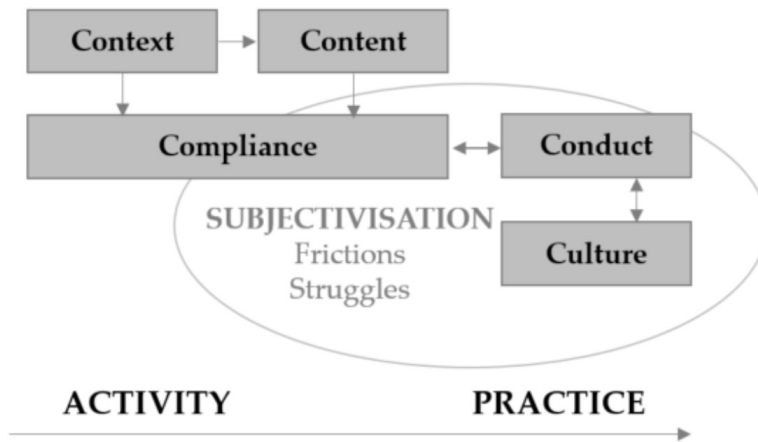 Context
Content
Compliance
Conduct
SUBJECTIVISATION
Frictions
Struggles
Culture
ACTIVITY
PRACTICE